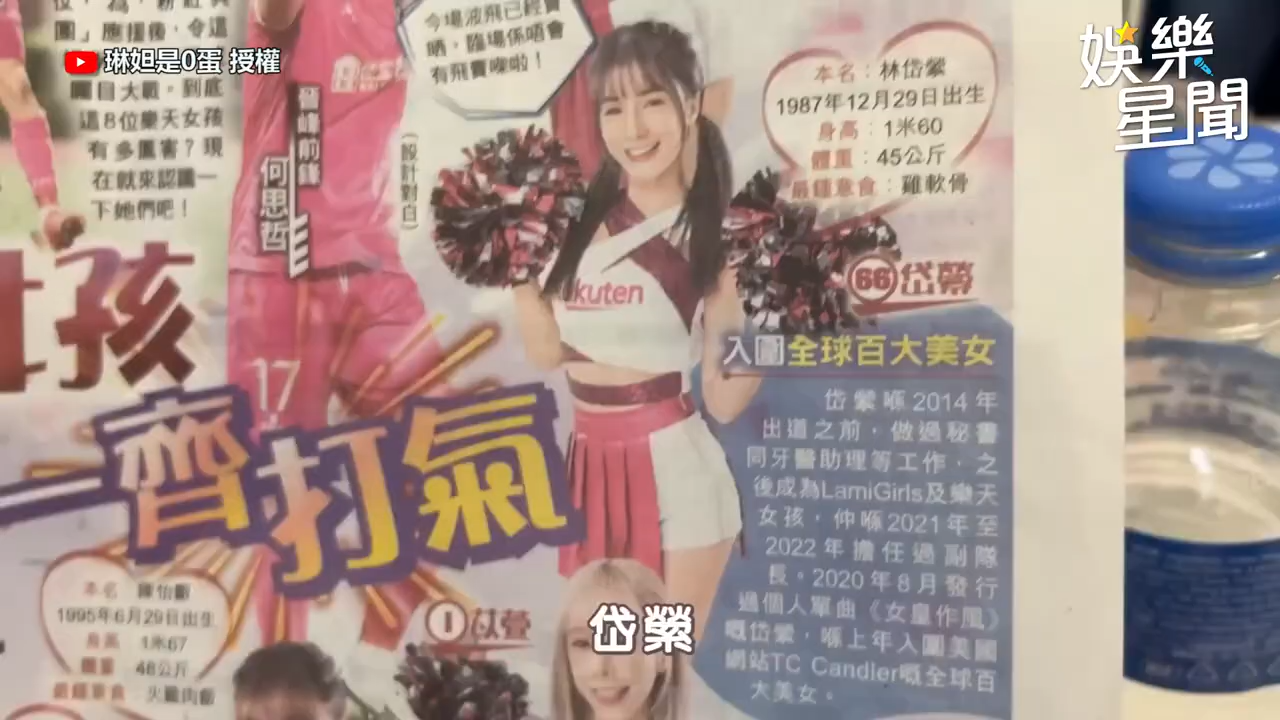 娛樂
星聞
琳妲是0蛋 授權
團」應援後，令這
矚目大戰。到底
這8位樂天女孩
有多厲害？現
在就來認識一
下她們吧！
今場波飛已經賣
晒，臨場係唔會
有飛賣㗎啦！
(設計對白)
晉峰前鋒
何思哲
17
孩
一齊打氣
本名：林岱縈
1987年12月29日出生
身高：1米60
體重：45公斤
最鍾意食：雞軟骨
kuten
66 岱縈
入圍全球百大美女
岱縈喺2014年
出道之前，做過秘書
同牙醫助理等工作，之
後成為LamiGirls及樂天
女孩，仲喺2021年至
2022年擔任過副隊
長。2020年8月發行
過個人單曲《女皇作風》
嘅岱縈，喺上年入圍美國
網站TC Candler嘅全球百
大美女。
本名：陳怡叡
1995年6月29日出生
身高 1米67
體重 48公斤
最鍾意食 火雞肉飯
1 苡萱
岱縈